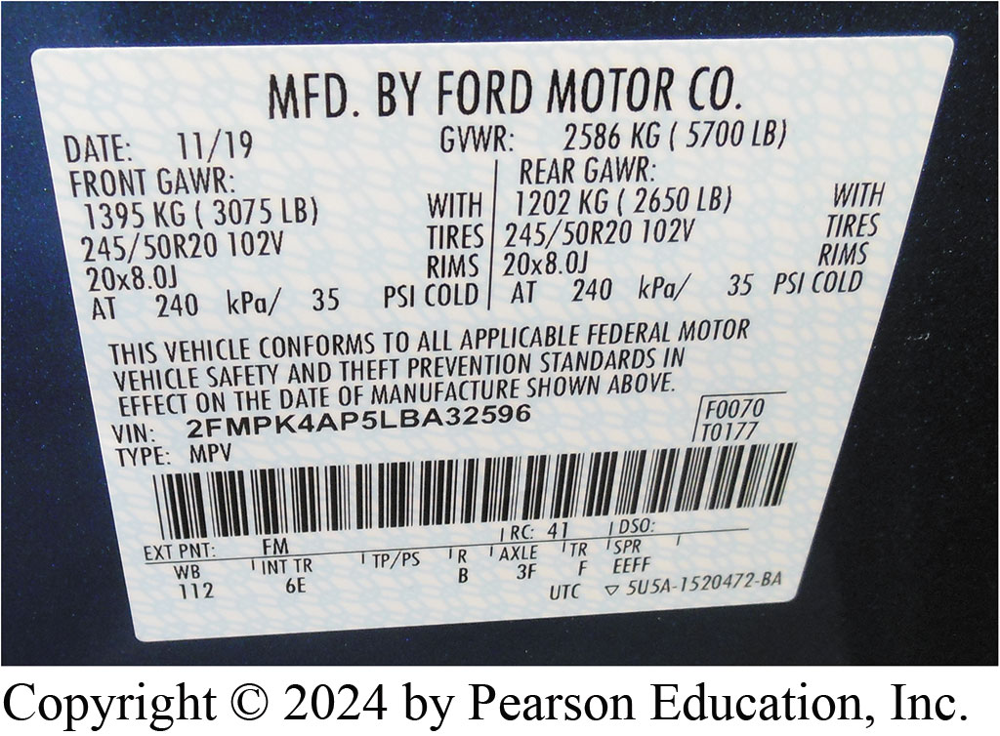 MFD. BY FORD MOTOR CO.
DATE: 11/19 GVWR: 2586 KG ( 5700 LB)
FRONT GAWR: REAR GAWR:
1395 KG ( 3075 LB) WITH 1202 KG ( 2650 LB) WITH
245/50R20 102V TIRES 245/50R20 102V TIRES
20x8.0J RIMS 20x8.0J RIMS
AT 240 kPa/ 35 PSI COLD AT 240 kPa/ 35 PSI COLD
THIS VEHICLE CONFORMS TO ALL APPLICABLE FEDERAL MOTOR
VEHICLE SAFETY AND THEFT PREVENTION STANDARDS IN
EFFECT ON THE DATE OF MANUFACTURE SHOWN ABOVE.
VIN: 2FMPK4AP5LBA32596 F0070
TYPE: MPV T0177
EXT PNT: FM RC: 41 DSO:
WB INT TR TP/PS R AXLE TR SPR
112 6E B 3F F EEFF
UTC ▽ 5U5A-1520472-BA
Copyright © 2024 by Pearson Education, Inc.